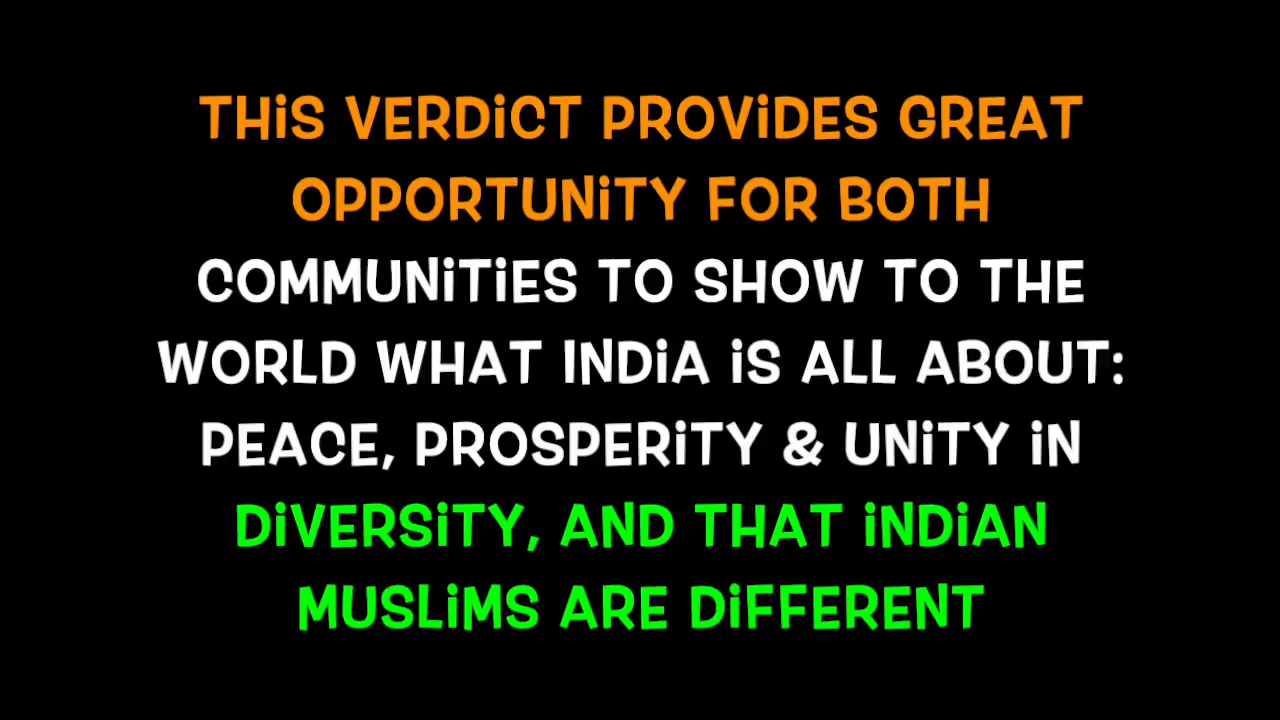 THiS VERDiCT PROViDES GREAT
OPPORTUNiTY FOR BOTH
COMMUNiTiES TO SHOW TO THE
WORLD WHAT INDiA iS ALL ABOUT:
PEACE, PROSPERiTY & UNiTY iN
DiVERSiTY, AND THAT iNDiAN
MUSLiMS ARE DiFFERENT